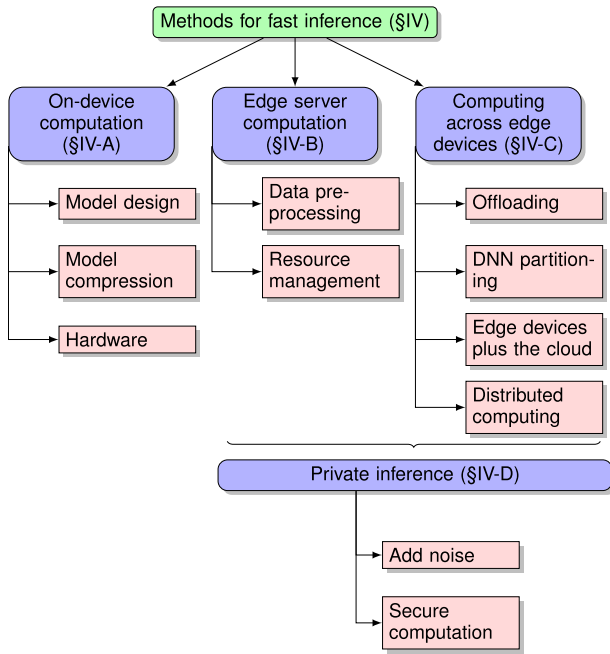 Methods for fast inference (§IV)
On-device
computation
(§IV-A)
Model design
Model
compression
Hardware
Edge server
computation
(§IV-B)
Data pre-
processing
Resource
management
Computing
across edge
devices (§IV-C)
Offloading
DNN partition-
ing
Edge devices
plus the cloud
Distributed
computing
Private inference (§IV-D)
Add noise
Secure
computation